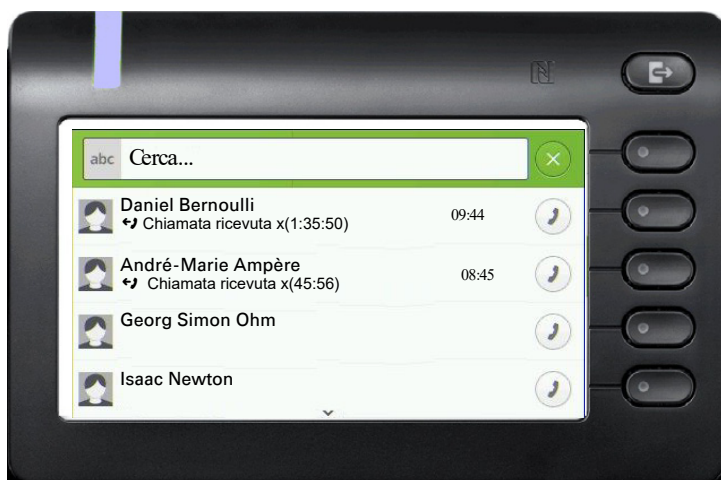 abc Cerca...
Daniel Bernoulli 09:44
Chiamata ricevuta x(1:35:50)
André-Marie Ampère 08:45
Chiamata ricevuta x(45:56)
Georg Simon Ohm
Isaac Newton